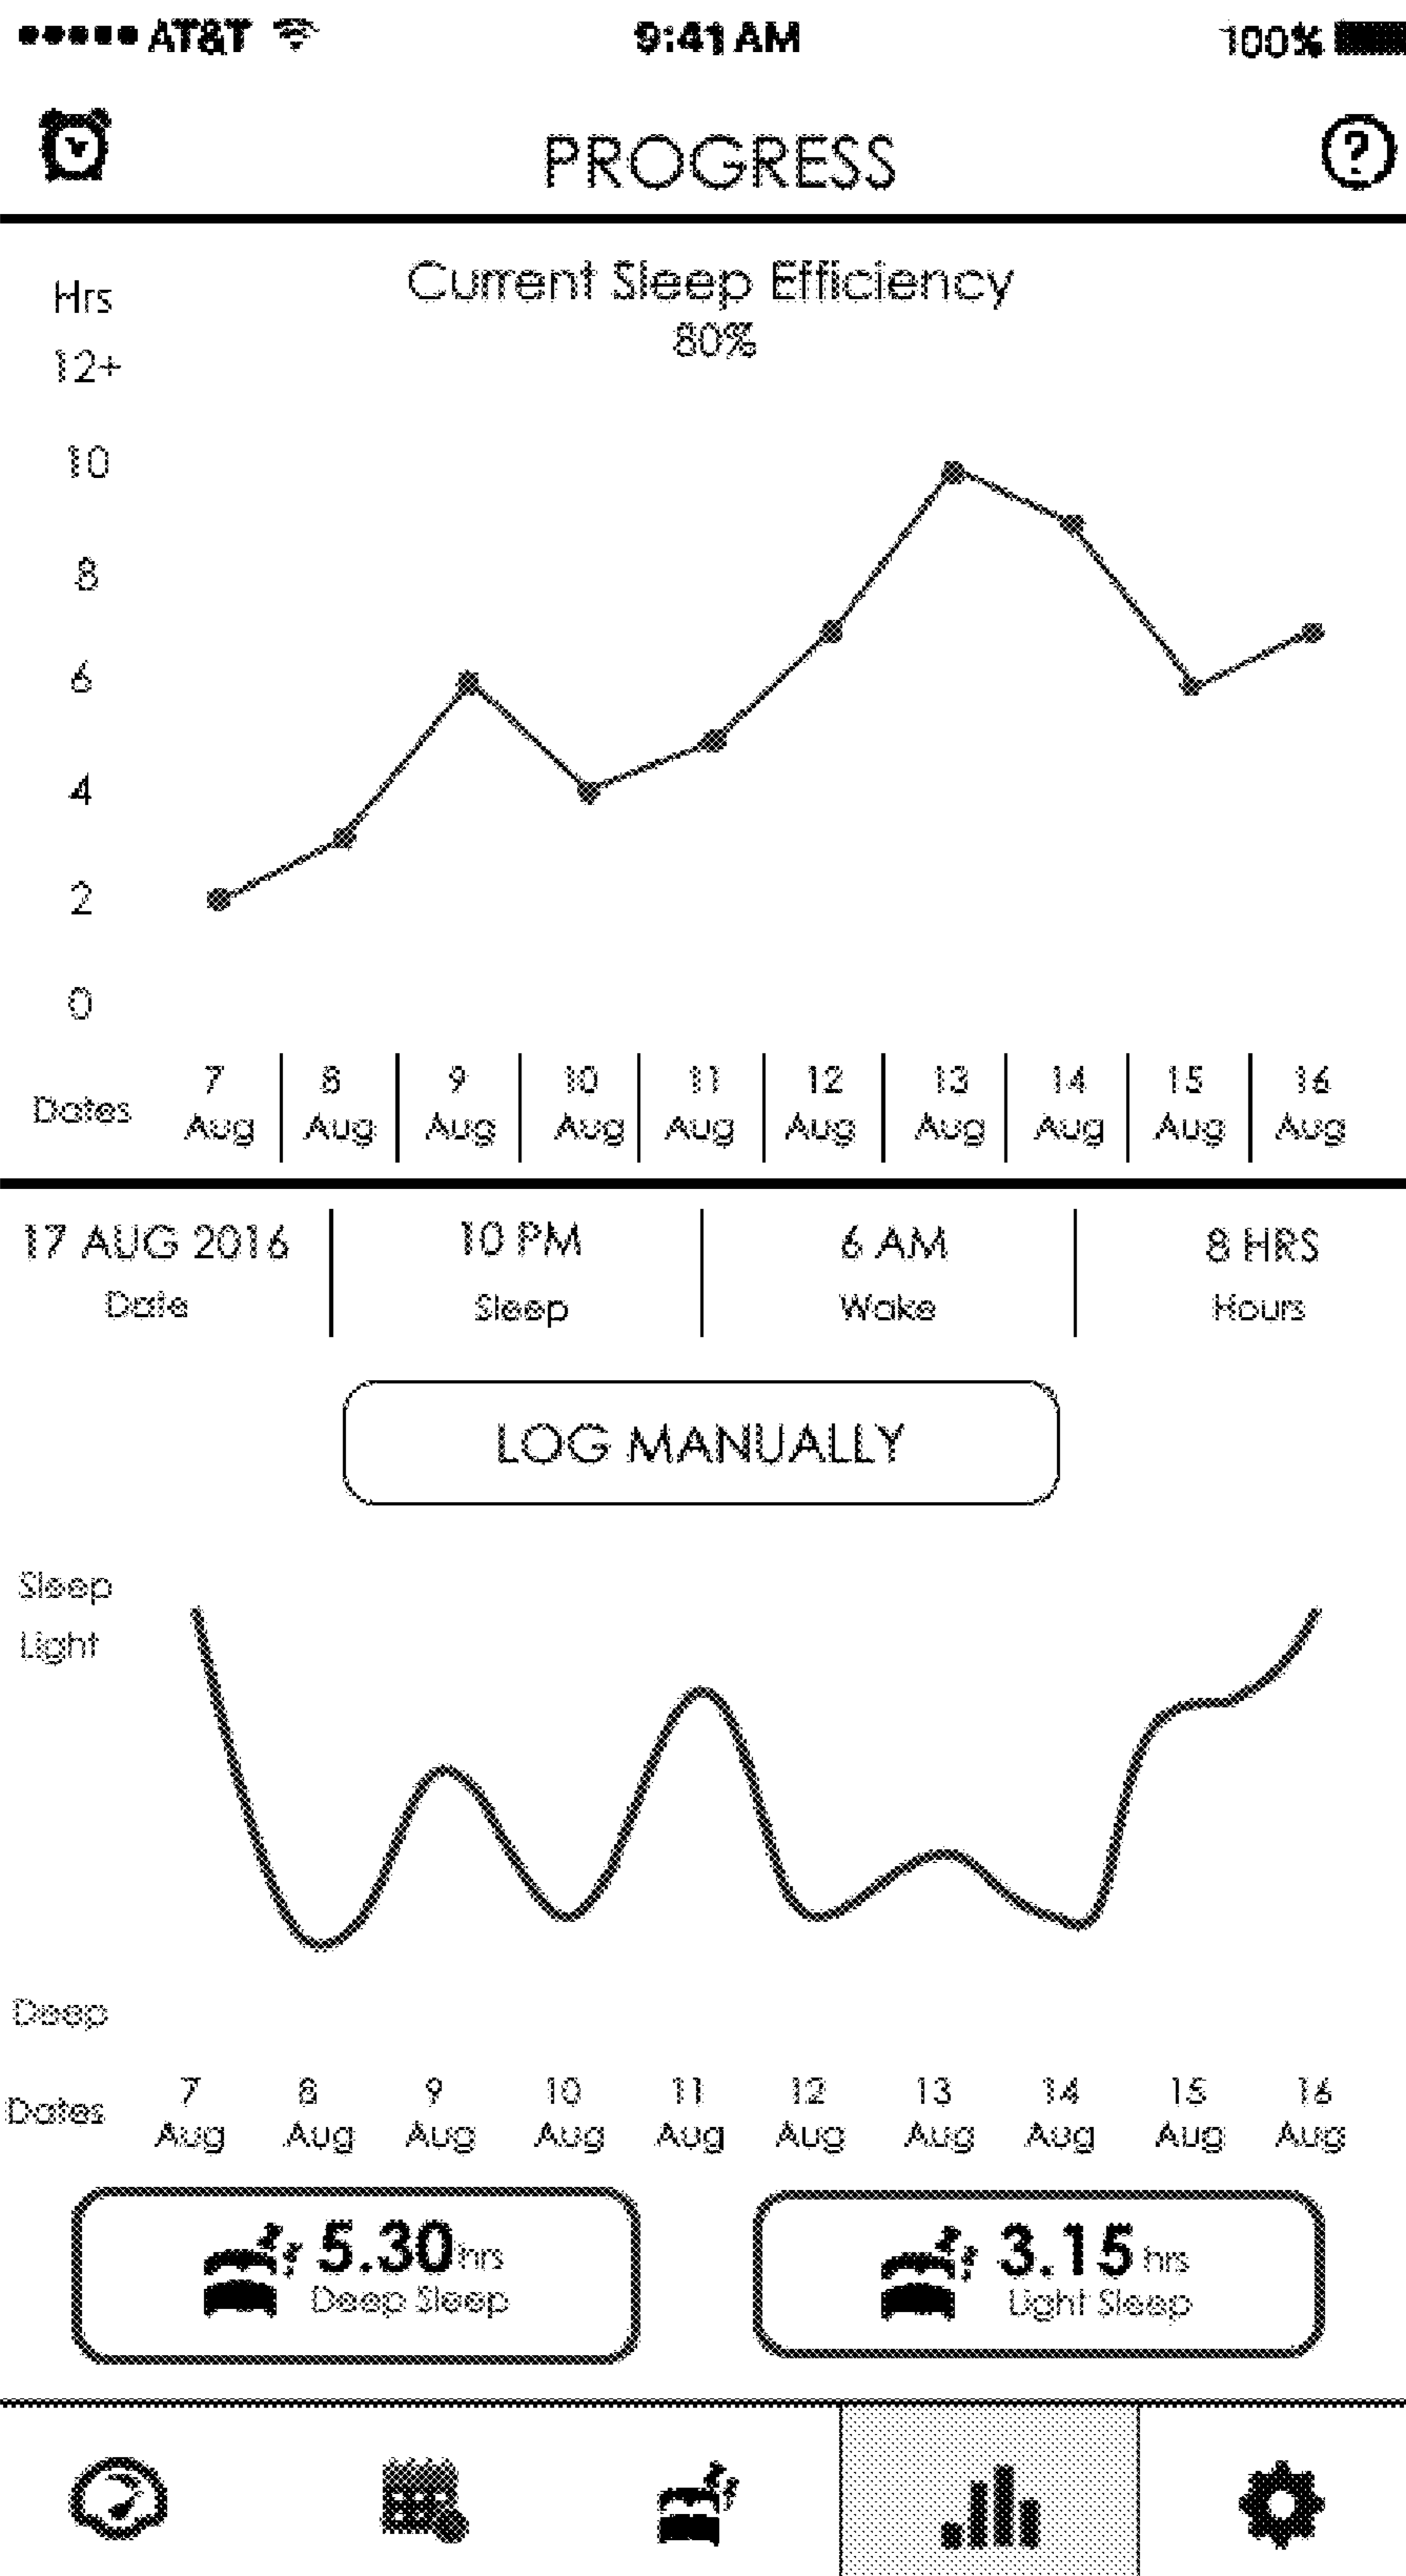 AT&T 9:41 AM 100%
PROGRESS
?
Current Sleep Efficiency
80%
Hrs
12+
10
8
6
4
2
0
Dates
7 Aug
8 Aug
9 Aug
10 Aug
11 Aug
12 Aug
13 Aug
14 Aug
15 Aug
16 Aug
17 AUG 2016
Date
10 PM
Sleep
6 AM
Wake
8 HRS
Hours
LOG MANUALLY
Sleep
Light
Deep
Dates
7 Aug
8 Aug
9 Aug
10 Aug
11 Aug
12 Aug
13 Aug
14 Aug
15 Aug
16 Aug
5.30 hrs
Deep Sleep
3.15 hrs
Light Sleep